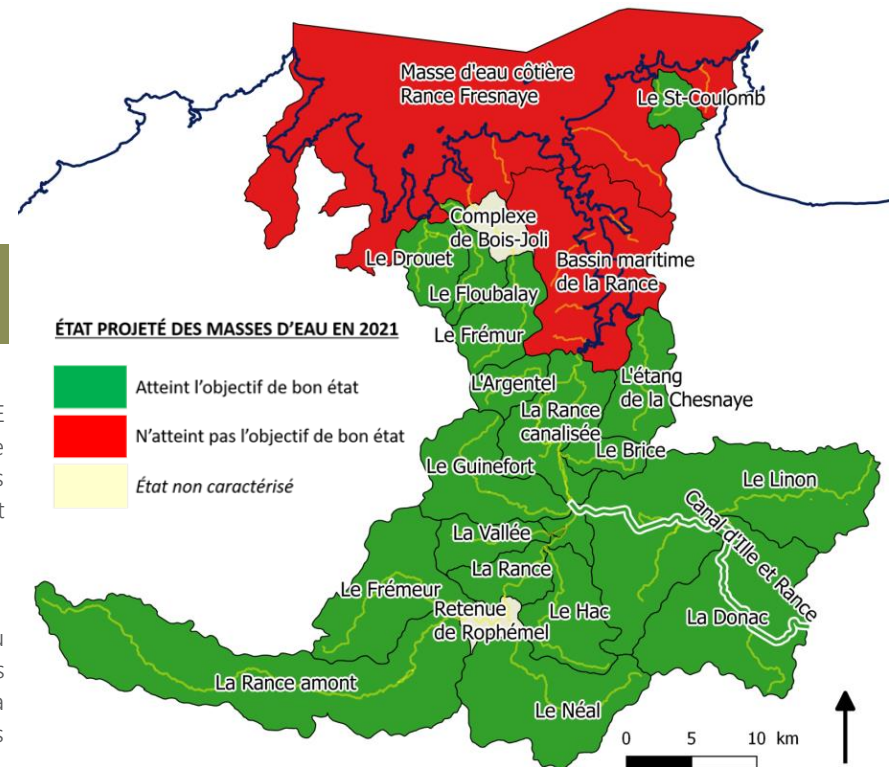 Masse d'eau côtière
Rance Fresnaye
Le St-Coulomb
Complexe
de Bois-Joli
Le Drouet
Bassin maritime
de la Rance
Le Floubalay
ÉTAT PROJETÉ DES MASSES D'EAU EN 2021
Le Frémur
Atteint l'objectif de bon état
L'Argentel
L'étang
de la Chesnaye
La Rance
canalisée
N'atteint pas l'objectif de bon état
Le Brice
Le Guinefort
Le Linon
État non caractérisé
Canal d'Ille et Rance
La Vallée
La Rance
Le Frémeur
Retenue
de Rophémel
Le Hac
La Donac
La Rance amont
Le Néal
0 5 10 km